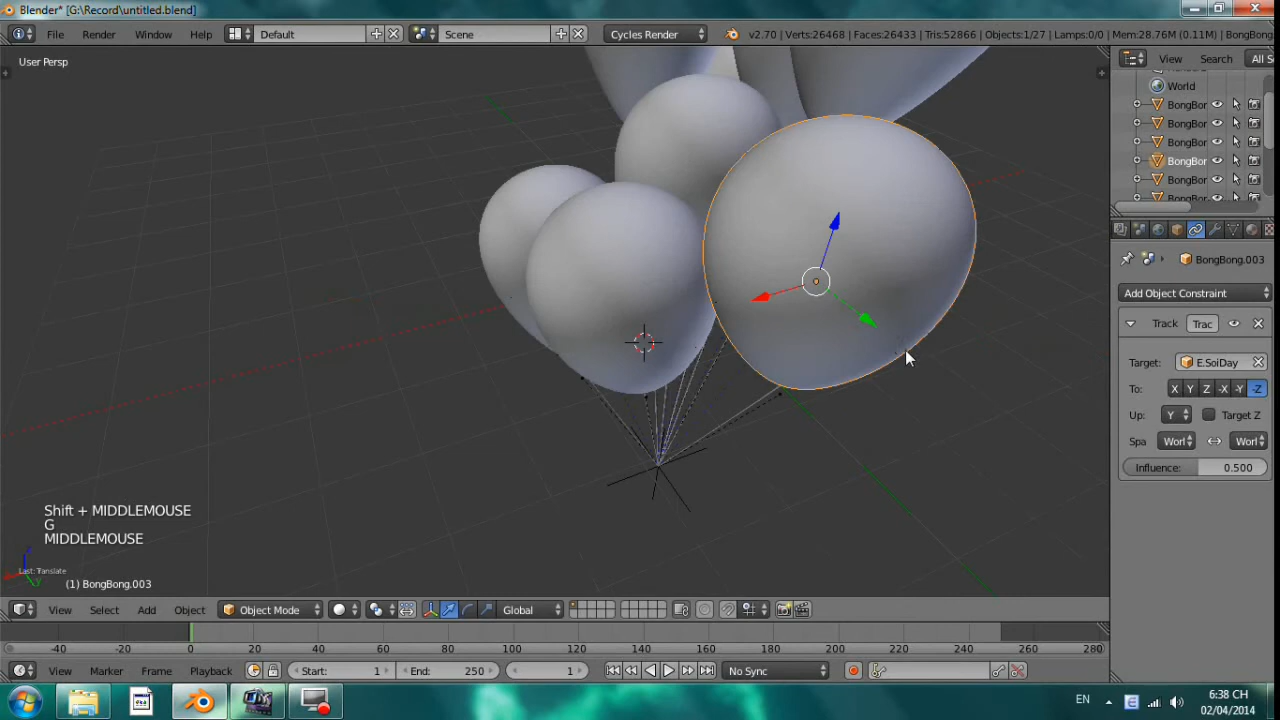 Blender* [G:\Record\untitled.blend]
File Render Window Help Default Scene Cycles Render v2.70 | Verts:26468 | Faces:26433 | Tris:52866 | Objects:1/27 | Lamps:0/0 | Mem:28.76M (0.11M) | BongBong.
User Persp
View Search All S
World
BongBor
BongBor
BongBor
BongBor
BongBor
BongBor
BongBong.003
Add Object Constraint
Track Trac
Target: E.SoiDay
To: X Y Z -X -Y -Z
Up: Y Target Z
Spa Worl Worl
Influence: 0.500
Shift + MIDDLEMOUSE
G
MIDDLEMOUSE
Last: Translate
(1) BongBong.003
View Select Add Object Object Mode Global
-40 -20 0 20 40 60 80 100 120 140 160 180 200 220 240 260 280
View Marker Frame Playback Start: 1 End: 250 1 No Sync
EN 6:38 CH
02/04/2014